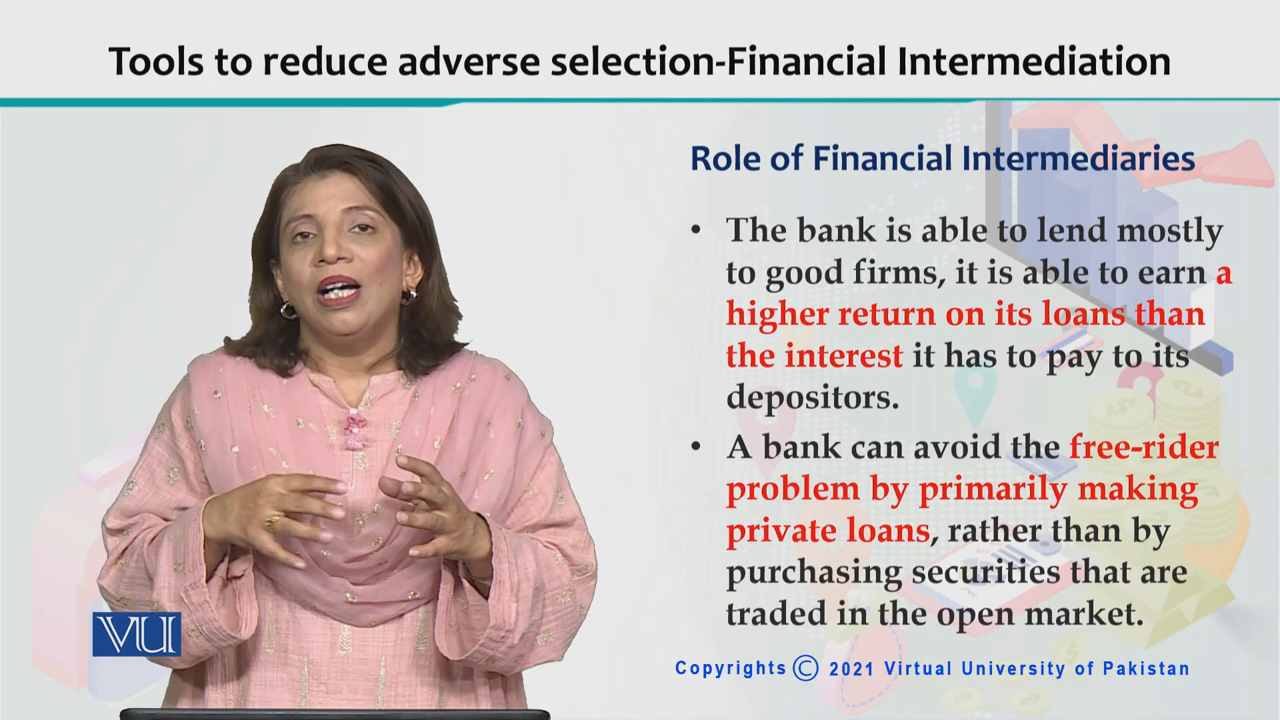 Tools to reduce adverse selection-Financial Intermediation
Role of Financial Intermediaries
• The bank is able to lend mostly
to good firms, it is able to earn a
higher return on its loans than
the interest it has to pay to its
depositors.
• A bank can avoid the free-rider
problem by primarily making
private loans, rather than by
purchasing securities that are
traded in the open market.
VU
Copyrights © 2021 Virtual University of Pakistan